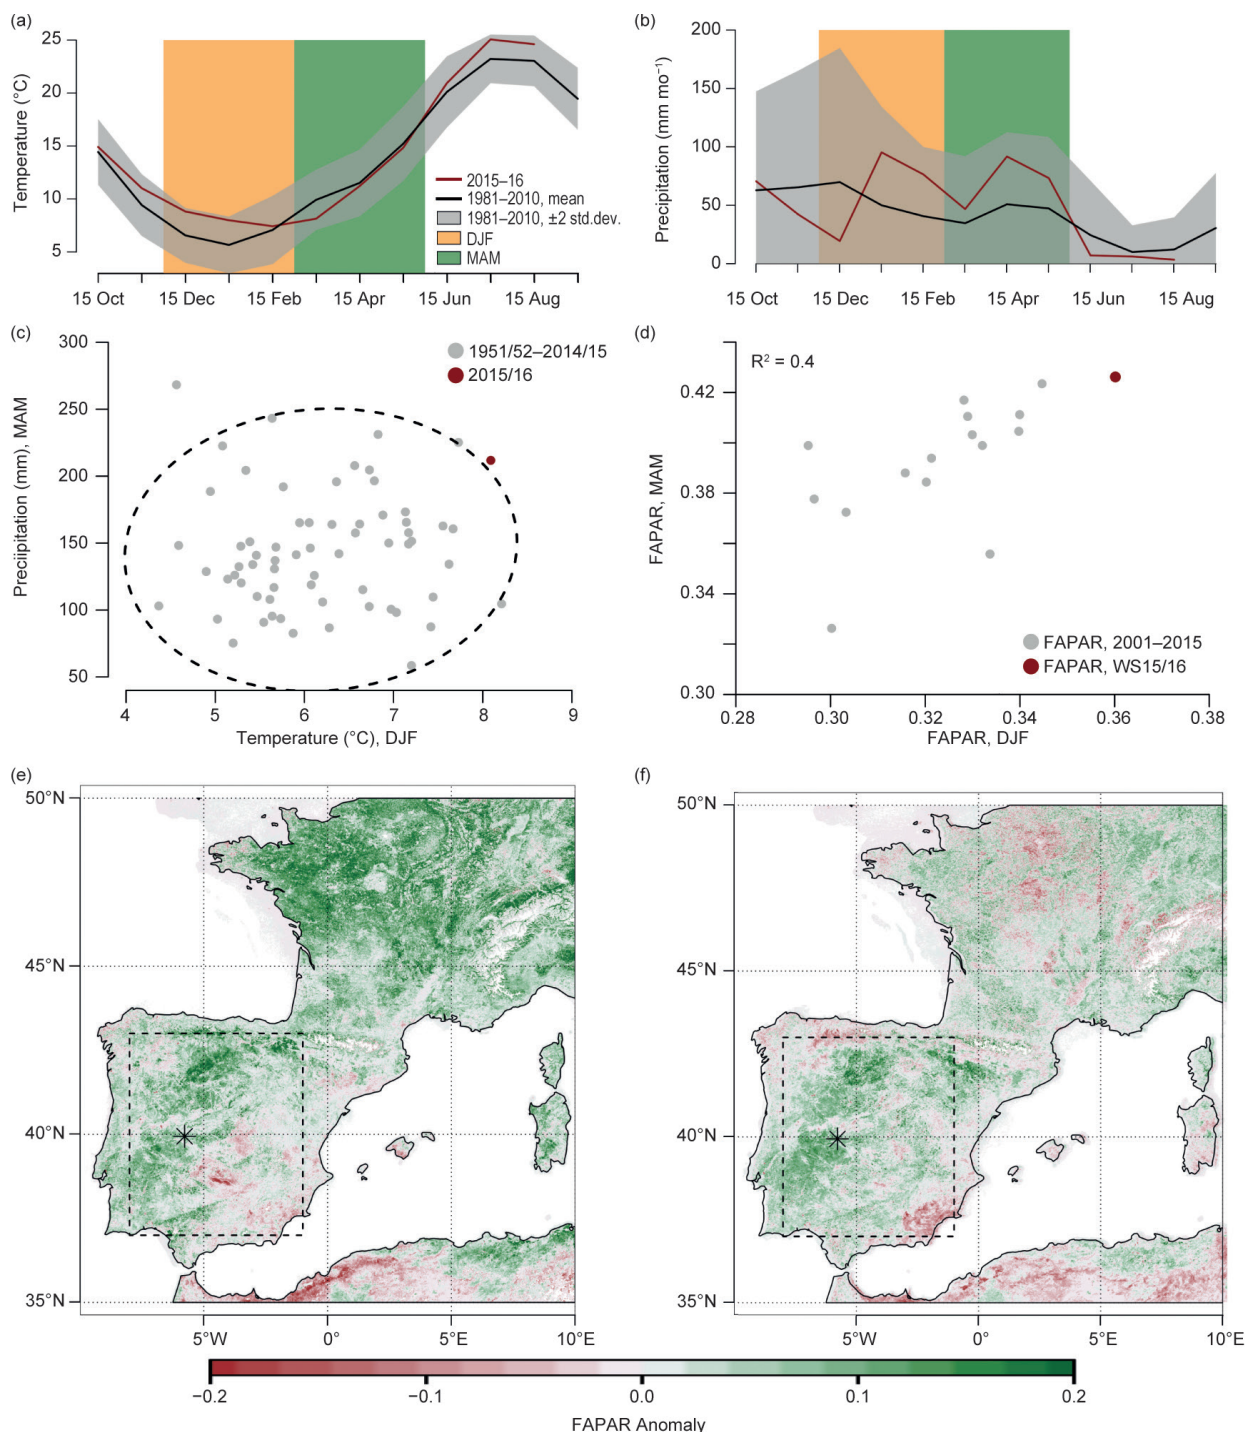 (a)
Temperature (°C)
25
20
15
10
5
2015–16
1981–2010, mean
1981–2010, ±2 std.dev.
DJF
MAM
15 Oct 15 Dec 15 Feb 15 Apr 15 Jun 15 Aug
(b)
Precipitation (mm mo⁻¹)
200
150
100
50
0
15 Oct 15 Dec 15 Feb 15 Apr 15 Jun 15 Aug
(c)
Preciipitation (mm), MAM
300
250
200
150
100
50
1951/52–2014/15
2015/16
4 5 6 7 8 9
Temperature (°C), DJF
(d)
R² = 0.4
FAPAR, MAM
0.42
0.38
0.34
0.30
FAPAR, 2001–2015
FAPAR, WS15/16
0.28 0.30 0.32 0.34 0.36 0.38
FAPAR, DJF
(e)
50°N
45°N
40°N
35°N
5°W 0° 5°E 10°E
(f)
50°N
45°N
40°N
35°N
5°W 0° 5°E 10°E
−0.2 −0.1 0.0 0.1 0.2
FAPAR Anomaly